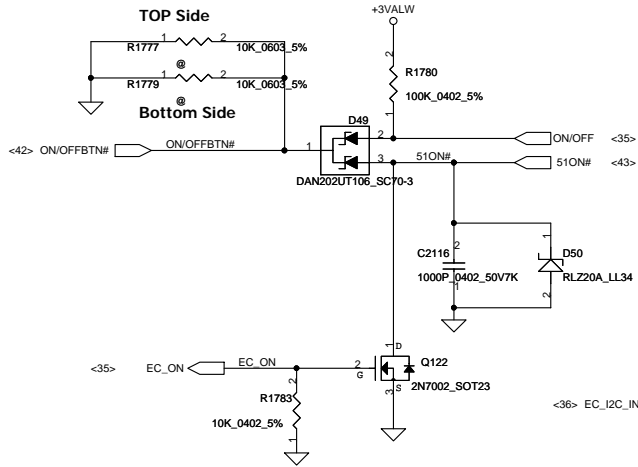 TOP Side
+3VALW
1 2
R1777 10K_0603_5%
@
1 2
R1779 10K_0603_5%
@
Bottom Side
2
R1780
100K_0402_5%
1
D49
<42> ON/OFFBTN# ON/OFFBTN# 1 2 ON/OFF <35>
3 51ON# 51ON# <43>
DAN202UT106_SC70-3
2
C2116
1000P_0402_50V7K
1
1
D50
RLZ20A_LL34
2
1 D
Q122
<35> EC_ON EC_ON 2 G
S
3
2N7002_SOT23
2
R1783
10K_0402_5%
1
<36> EC_I2C_IN